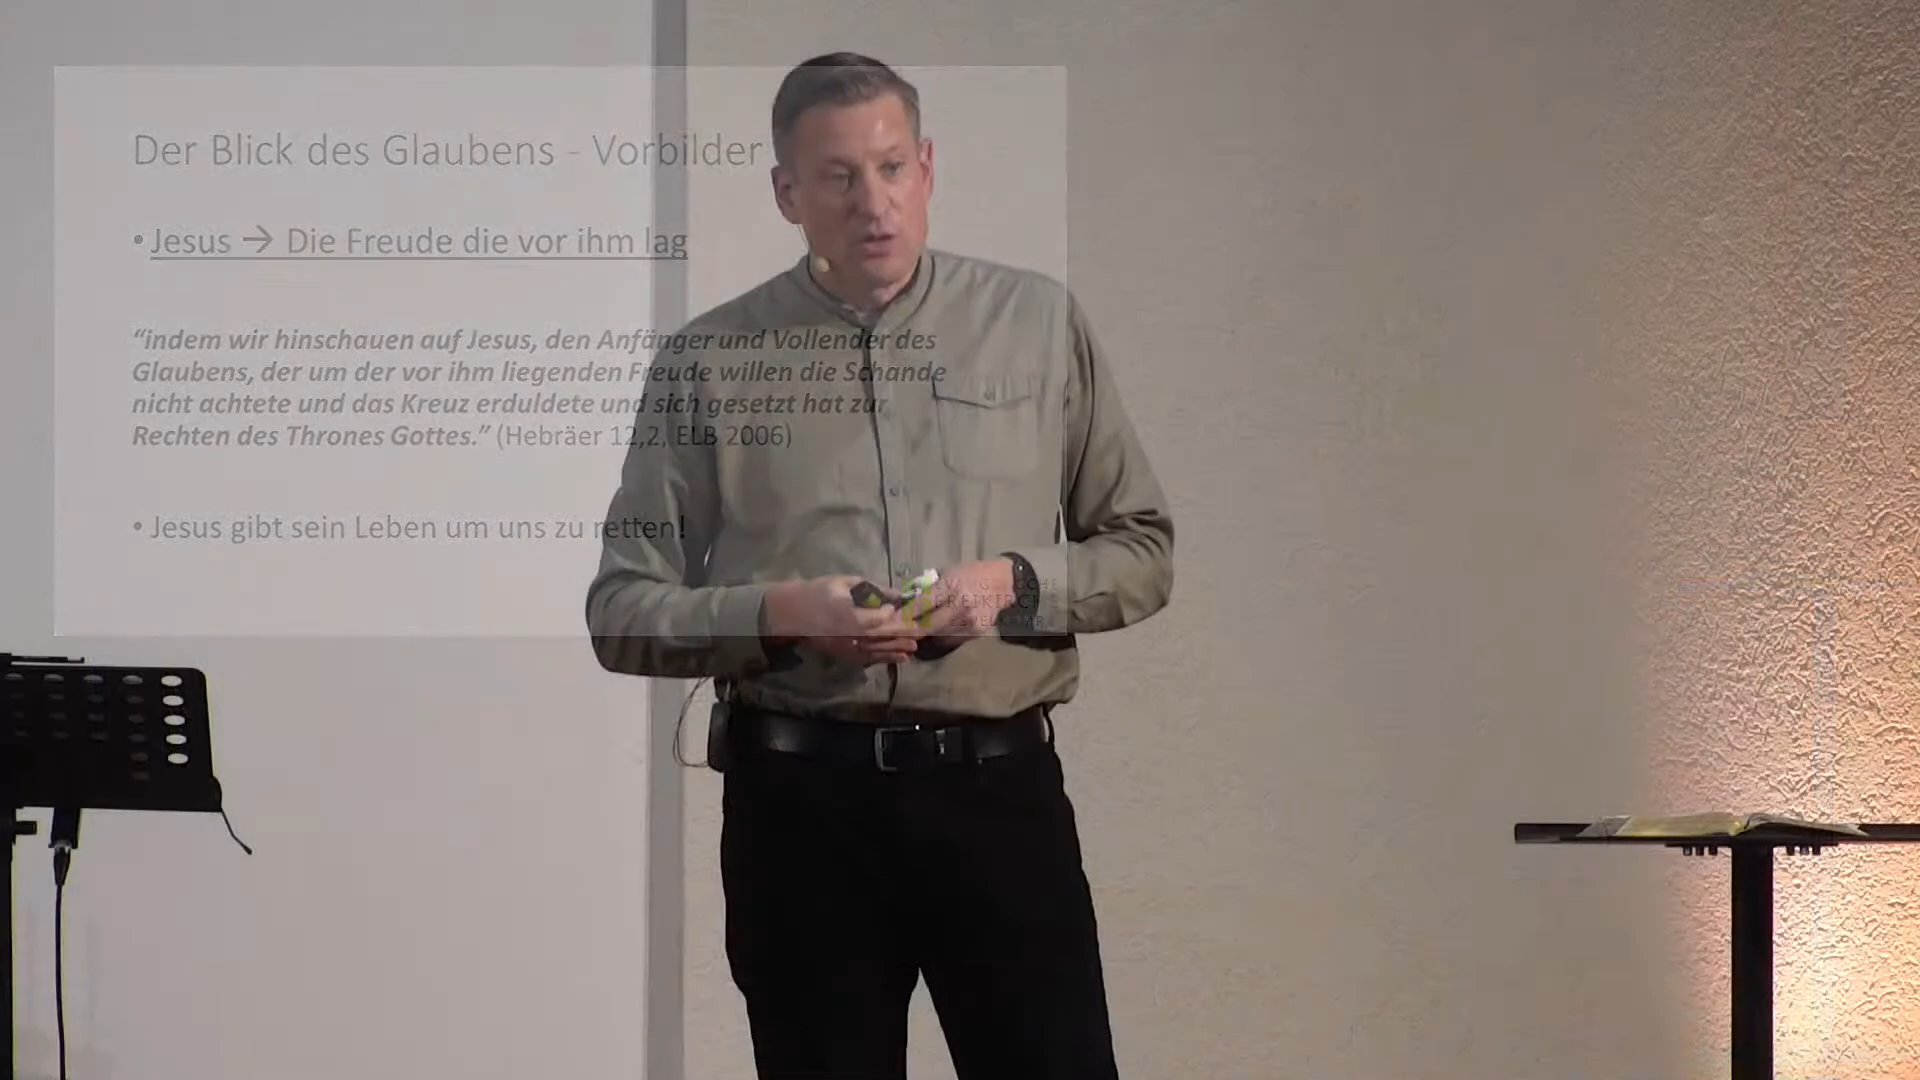 Der Blick des Glaubens - Vorbilder
• Jesus → Die Freude die vor ihm lag
“indem wir hinschauen auf Jesus, den Anfänger und Vollender des
Glaubens, der um der vor ihm liegenden Freude willen die Schande
nicht achtete und das Kreuz erduldete und sich gesetzt hat zur
Rechten des Thrones Gottes.” (Hebräer 12,2, ELB 2006)
• Jesus gibt sein Leben um uns zu retten!
FREIKIRCHE
ESPELKAMP